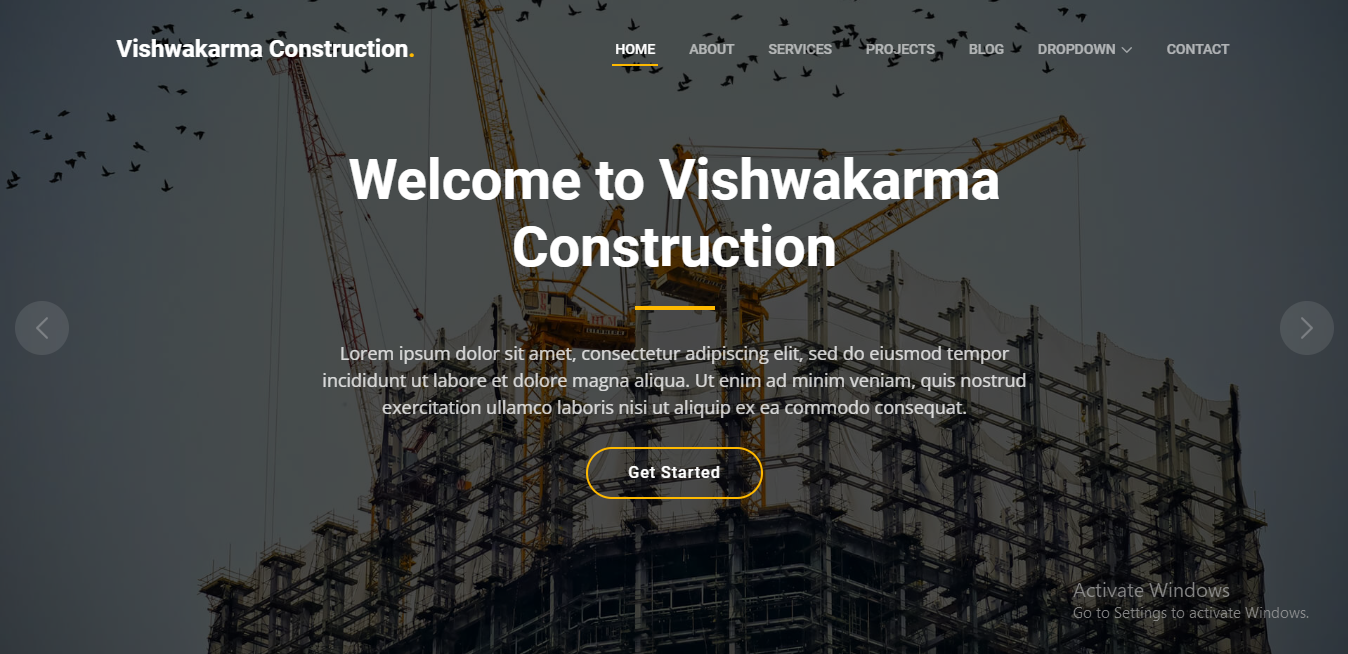 Vishwakarma Construction.
HOME ABOUT SERVICES PROJECTS BLOG DROPDOWN CONTACT
Welcome to Vishwakarma
Construction
Lorem ipsum dolor sit amet, consectetur adipiscing elit, sed do eiusmod tempor
incididunt ut labore et dolore magna aliqua. Ut enim ad minim veniam, quis nostrud
exercitation ullamco laboris nisi ut aliquip ex ea commodo consequat.
Get Started
Activate Windows
Go to Settings to activate Windows.